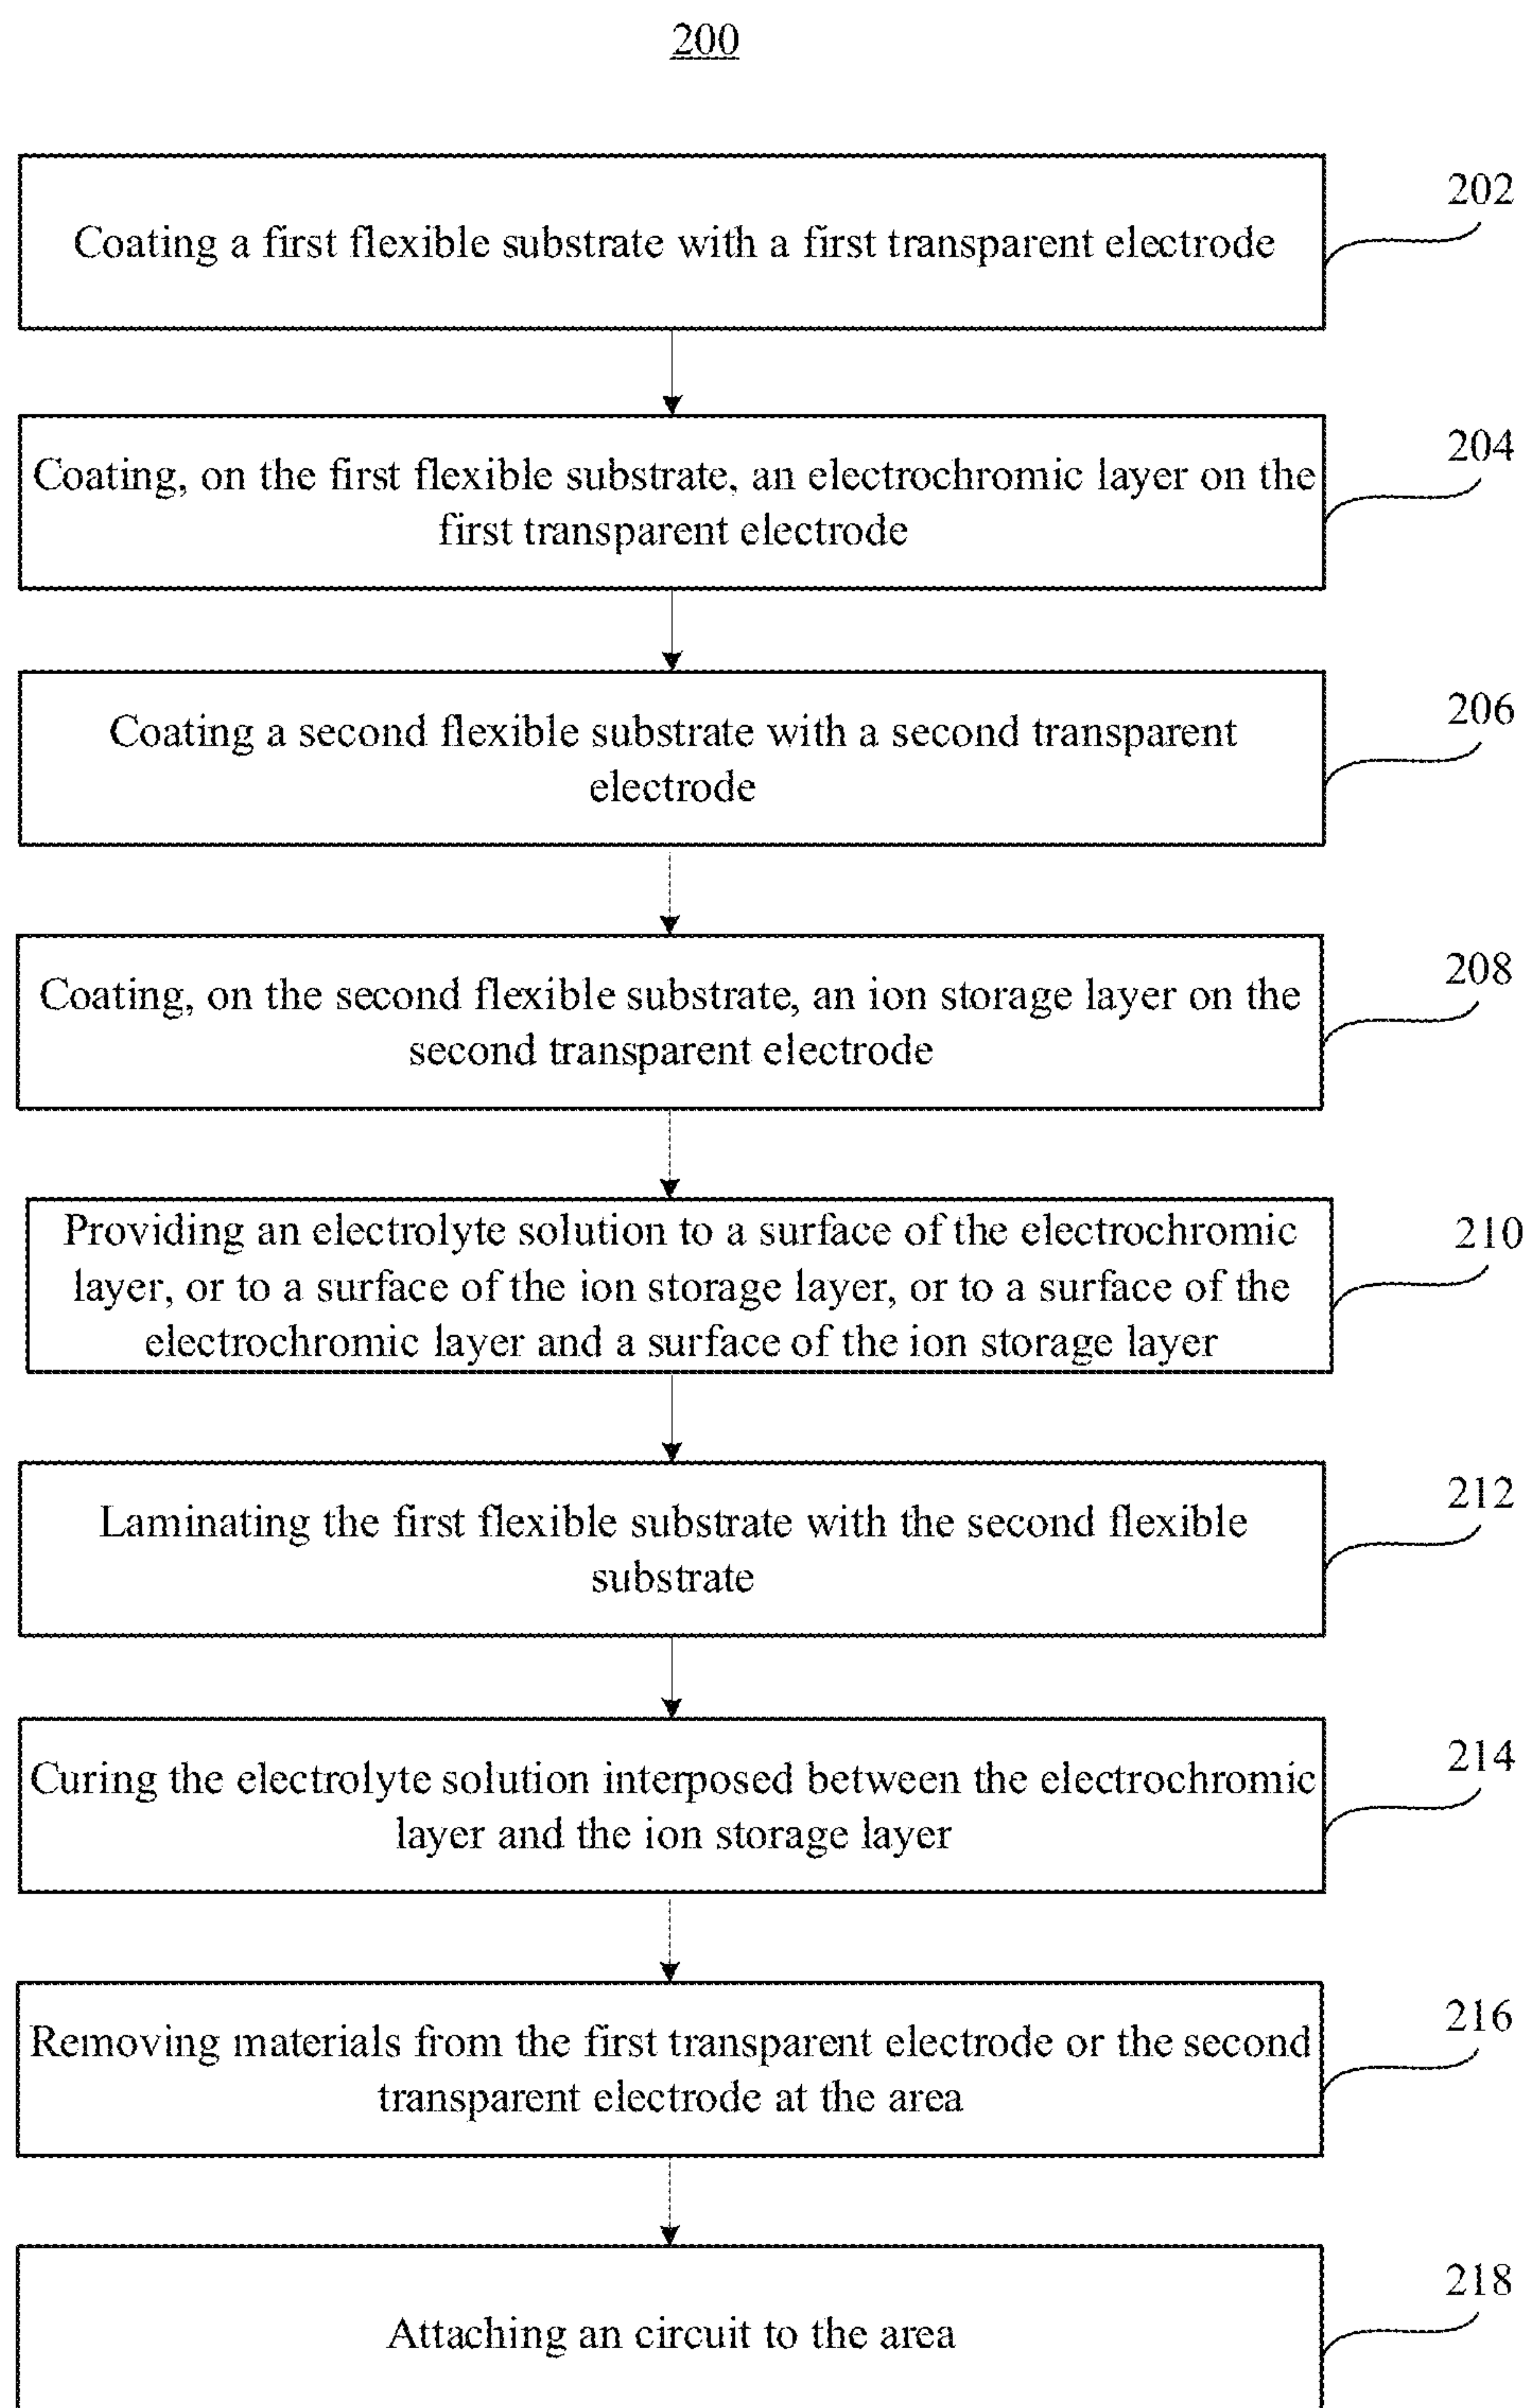 200
Coating a first flexible substrate with a first transparent electrode
202
Coating, on the first flexible substrate, an electrochromic layer on the
first transparent electrode
204
Coating a second flexible substrate with a second transparent
electrode
206
Coating, on the second flexible substrate, an ion storage layer on the
second transparent electrode
208
Providing an electrolyte solution to a surface of the electrochromic
layer, or to a surface of the ion storage layer, or to a surface of the
electrochromic layer and a surface of the ion storage layer
210
Laminating the first flexible substrate with the second flexible
substrate
212
Curing the electrolyte solution interposed between the electrochromic
layer and the ion storage layer
214
Removing materials from the first transparent electrode or the second
transparent electrode at the area
216
Attaching an circuit to the area
218